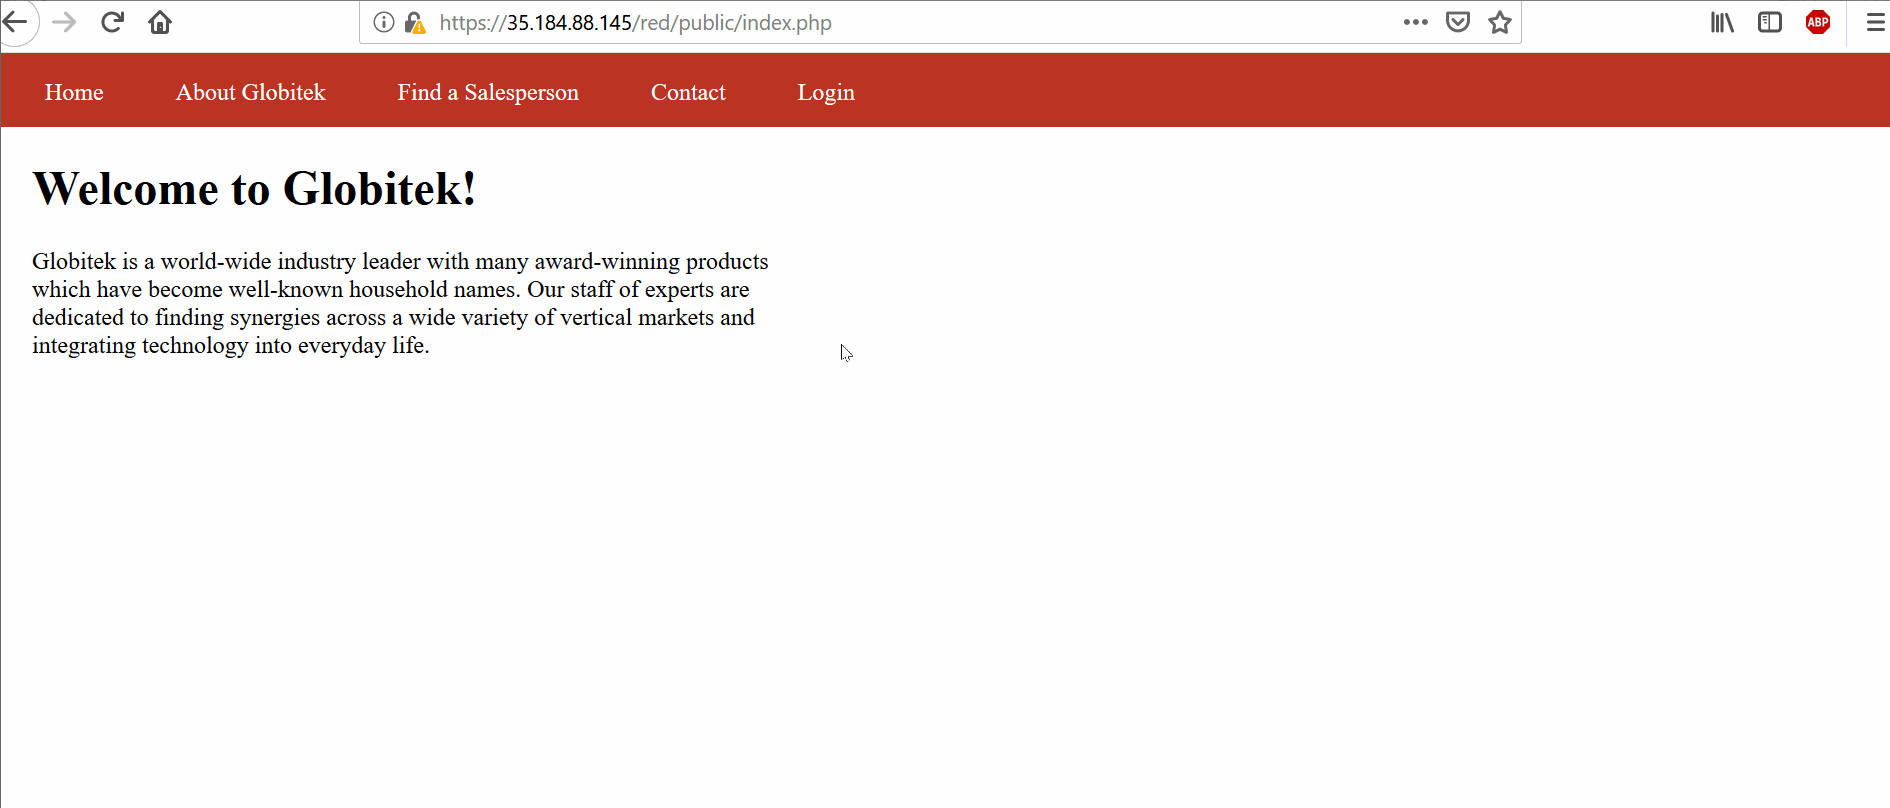 https://35.184.88.145/red/public/index.php
ABP
Home About Globitek Find a Salesperson Contact Login
Welcome to Globitek!
Globitek is a world-wide industry leader with many award-winning products
which have become well-known household names. Our staff of experts are
dedicated to finding synergies across a wide variety of vertical markets and
integrating technology into everyday life.